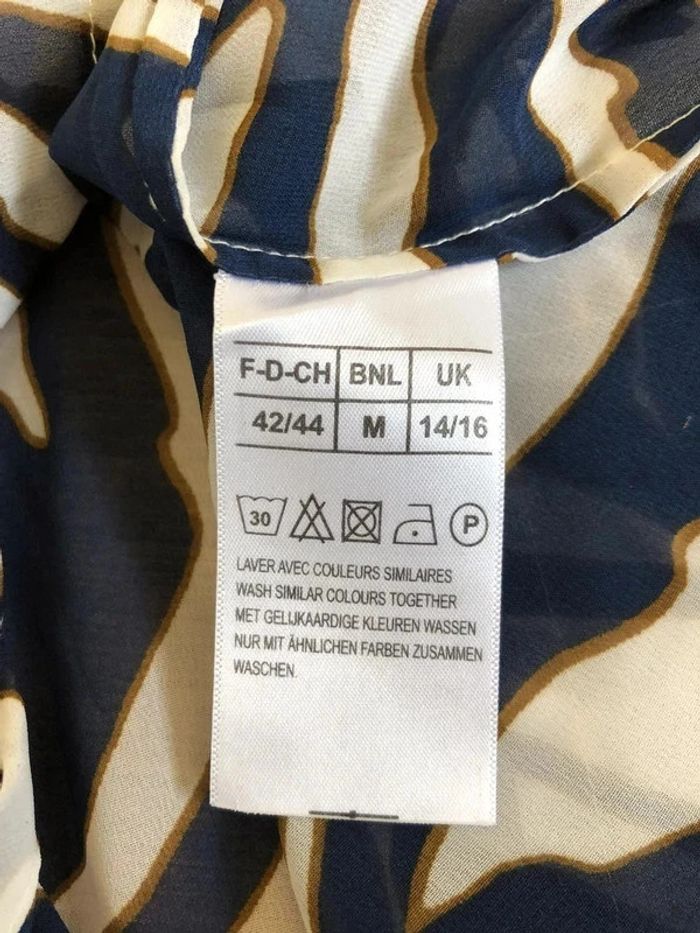 F-D-CH BNL UK
42/44 M 14/16
30 P
LAVER AVEC COULEURS SIMILAIRES
WASH SIMILAR COLOURS TOGETHER
MET GELIJKAARDIGE KLEUREN WASSEN
NUR MIT ÄHNLICHEN FARBEN ZUSAMMEN
WASCHEN.